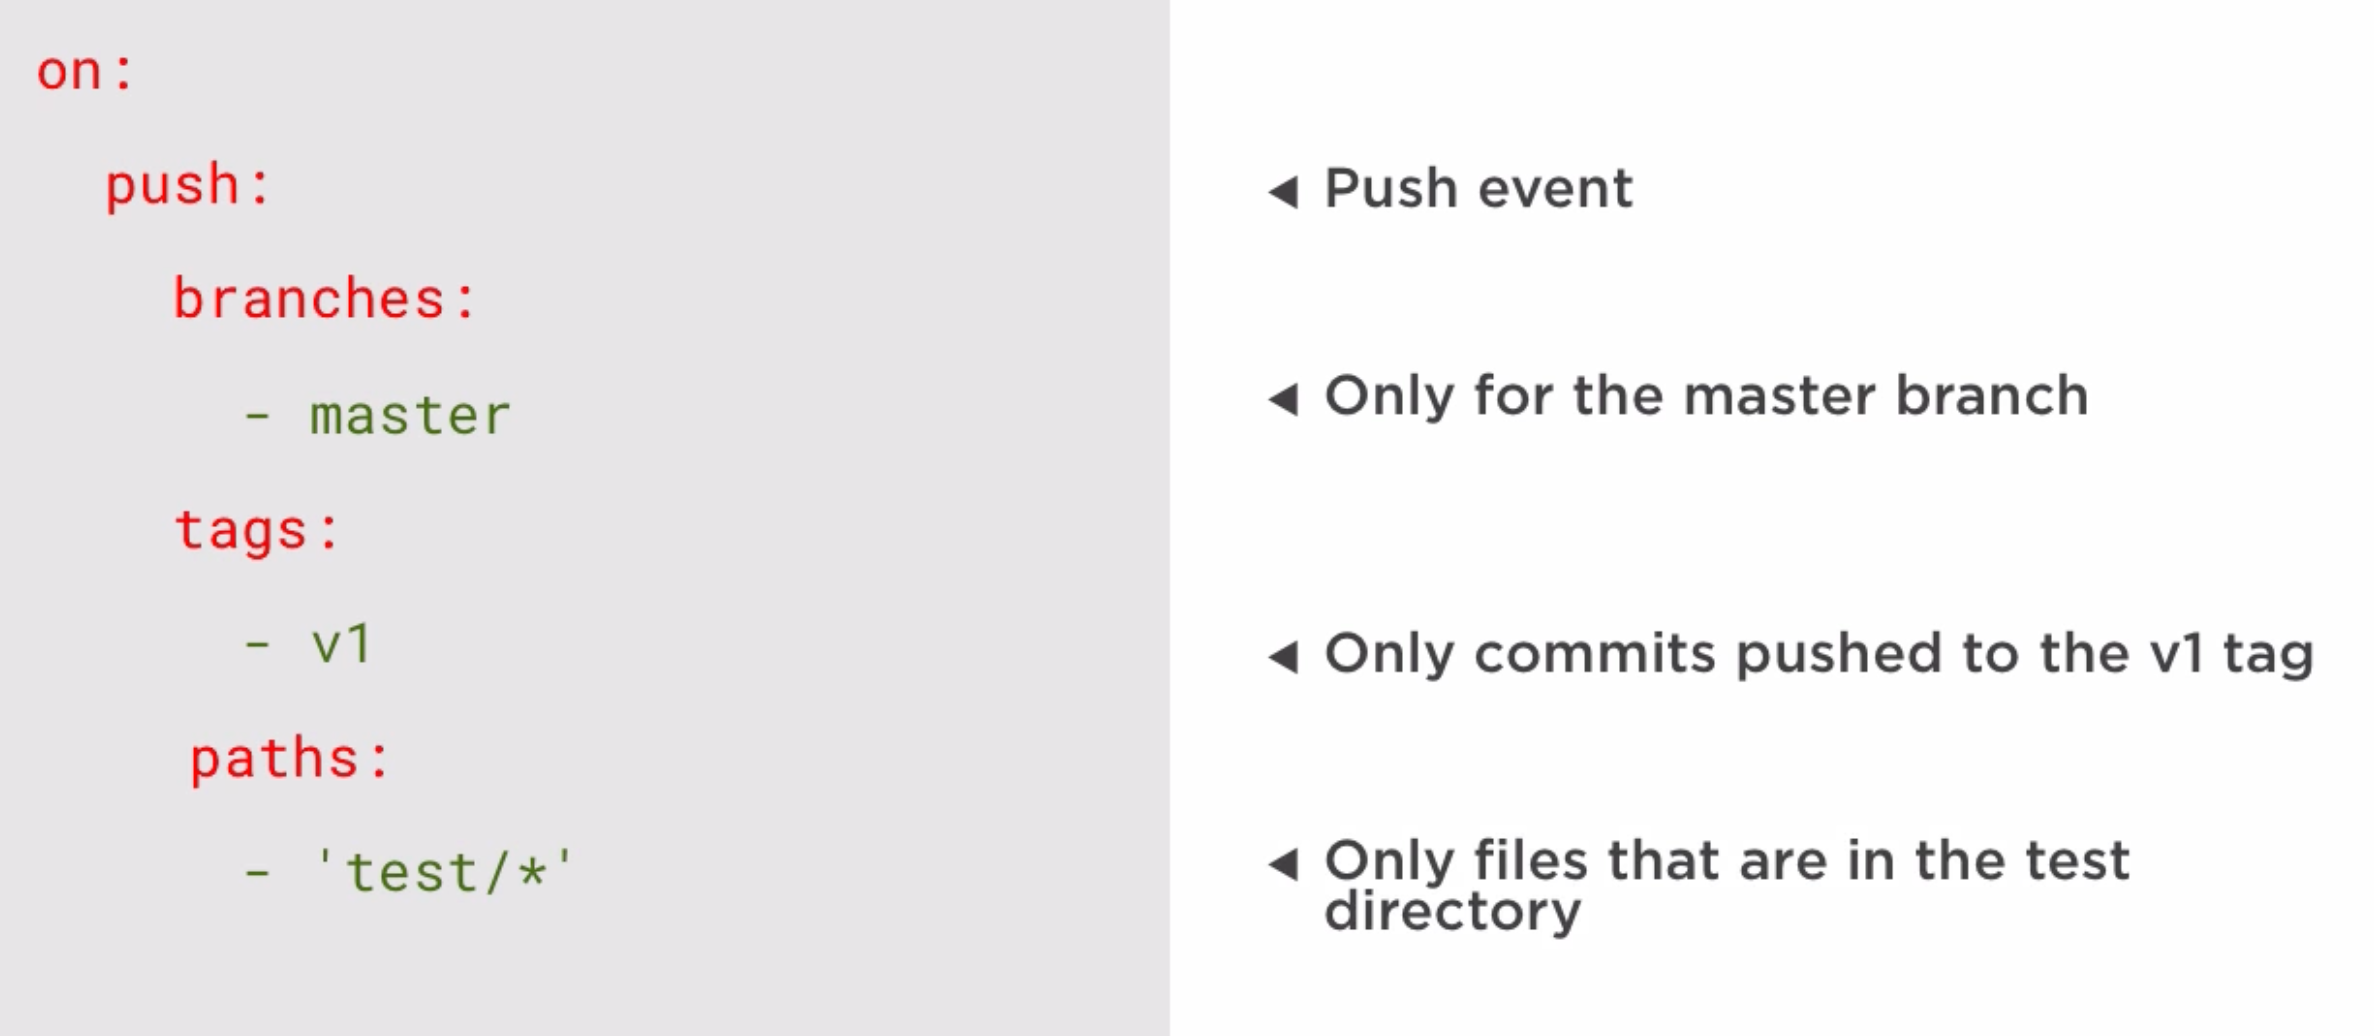 on:
push:
branches:
- master
tags:
- v1
paths:
- 'test/*'
◀ Push event
◀ Only for the master branch
◀ Only commits pushed to the v1 tag
◀ Only files that are in the test
directory